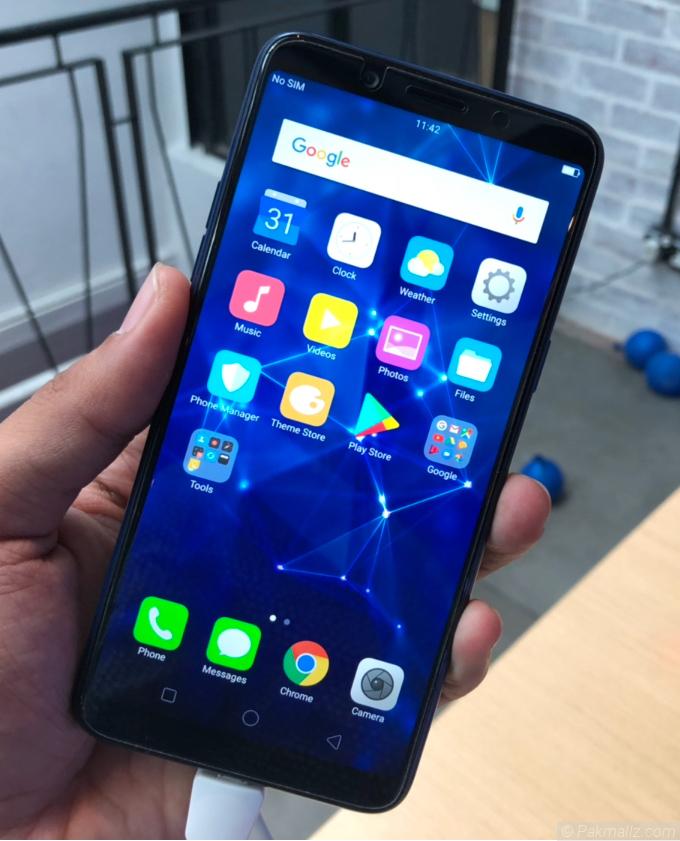 No SIM
11:42
Google
31
Calendar
Clock
Weather
Settings
Music
Videos
Photos
Files
Phone Manager
Theme Store
Play Store
Google
Tools
Phone
Messages
Chrome
Camera
© Pakmallz.com